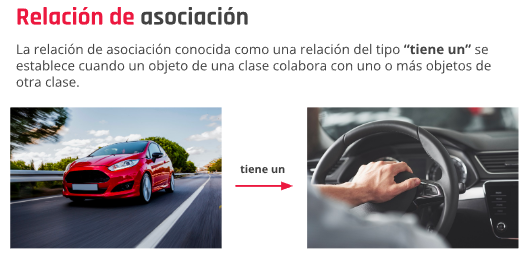 Relación de asociación
La relación de asociación conocida como una relación del tipo “tiene un” se
establece cuando un objeto de una clase colabora con uno o más objetos de
otra clase.
tiene un